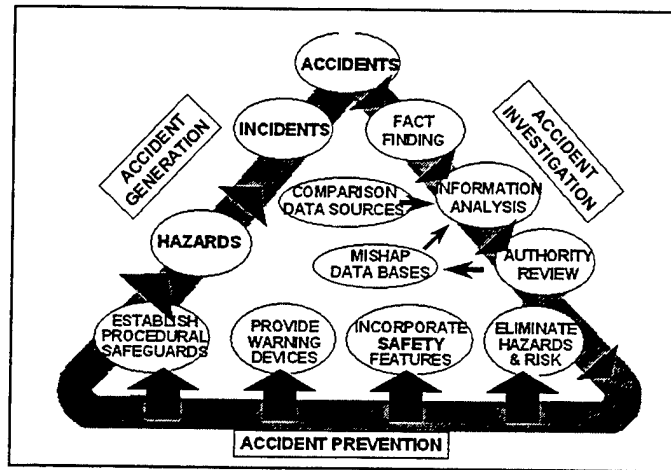 ACCIDENTS
INCIDENTS
FACT
FINDING
ACCIDENT
GENERATION
ACCIDENT
INVESTIGATION
COMPARISON
DATA SOURCES
INFORMATION
ANALYSIS
HAZARDS
MISHAP
DATA BASES
AUTHORITY
REVIEW
ESTABLISH
PROCEDURAL
SAFEGUARDS
PROVIDE
WARNING
DEVICES
INCORPORATE
SAFETY
FEATURES
ELIMINATE
HAZARDS
& RISK
ACCIDENT PREVENTION